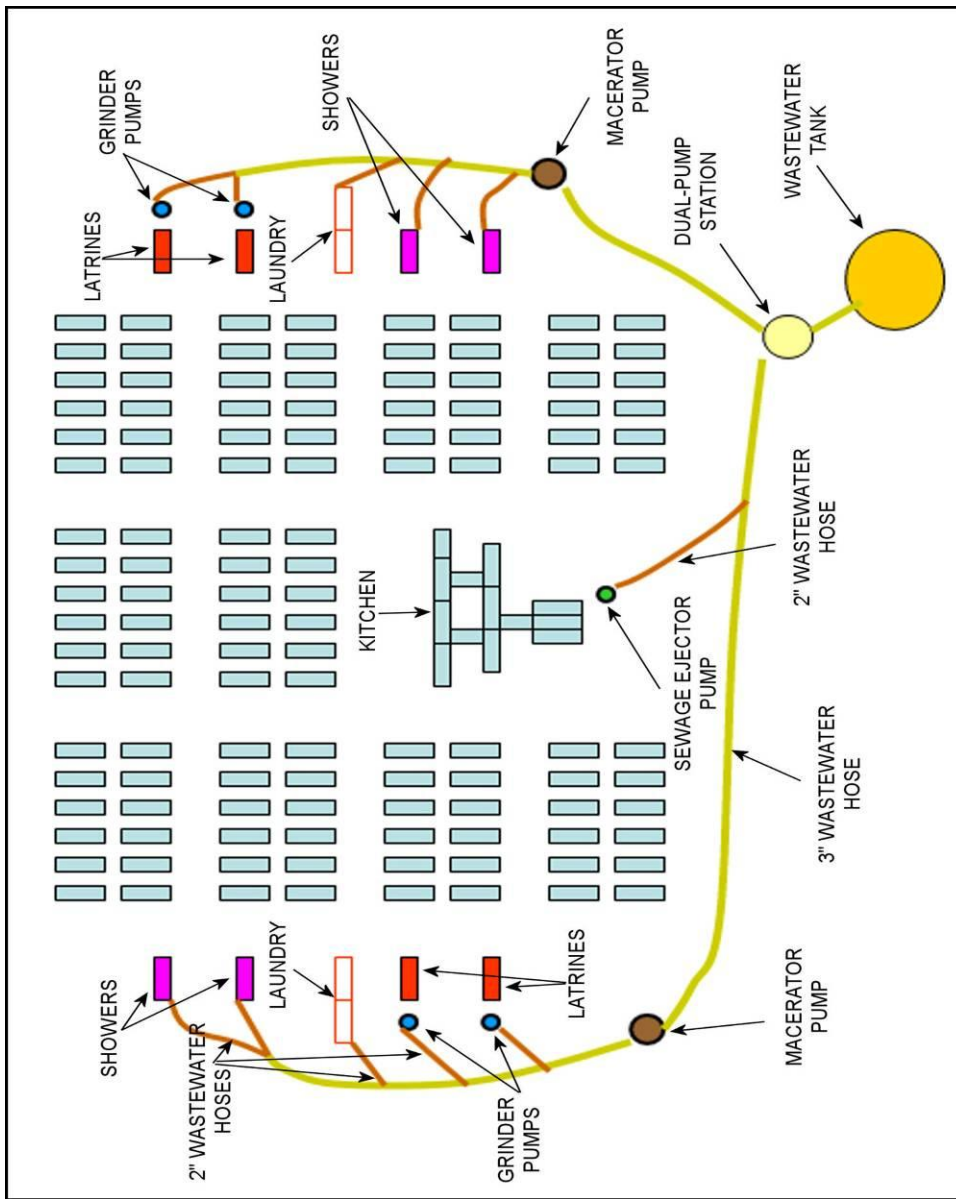 SHOWERS
LATRINES
GRINDER
PUMPS
2" WASTEWATER
HOSES
LAUNDRY
LAUNDRY
SHOWERS
KITCHEN
GRINDER
PUMPS
LATRINES
MACERATOR
PUMP
SEWAGE EJECTOR
PUMP
DUAL-PUMP
STATION
MACERATOR
PUMP
3" WASTEWATER
HOSE
2" WASTEWATER
HOSE
WASTEWATER
TANK